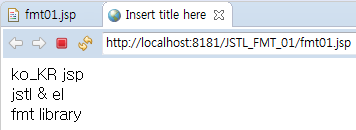 fmt01.jsp
Insert title here
http://localhost:8181/JSTL_FMT_01/fmt01.jsp
ko_KR jsp
jstl & el
fmt library